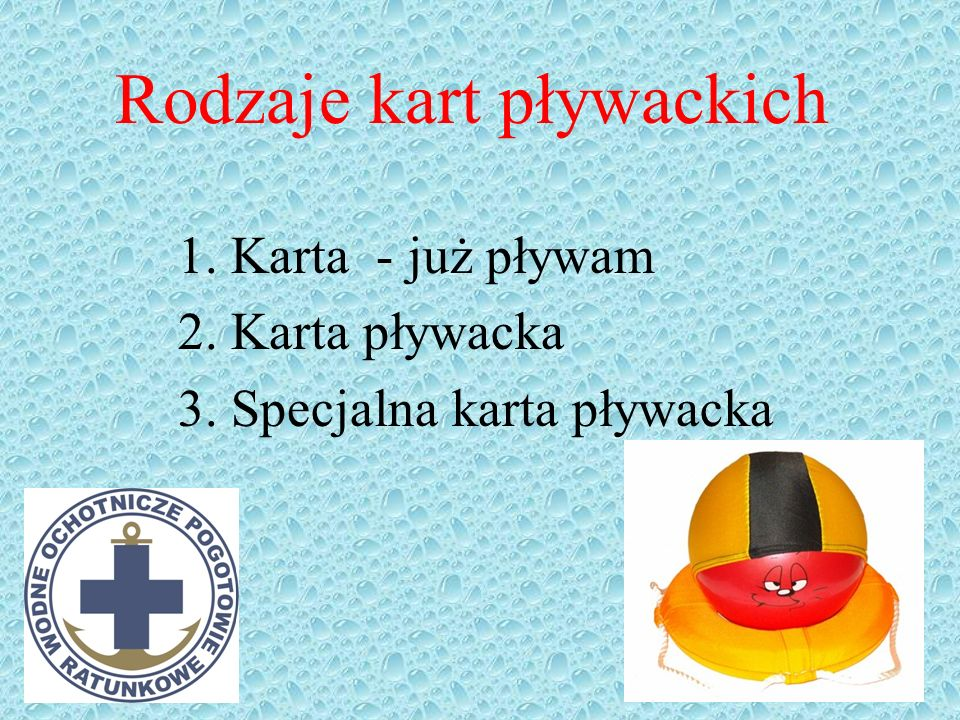 Rodzaje kart pływackich
1. Karta - już pływam
2. Karta pływacka
3. Specjalna karta pływacka
WODNE OCHOTNICZE POGOTOWIE RATUNKOWE